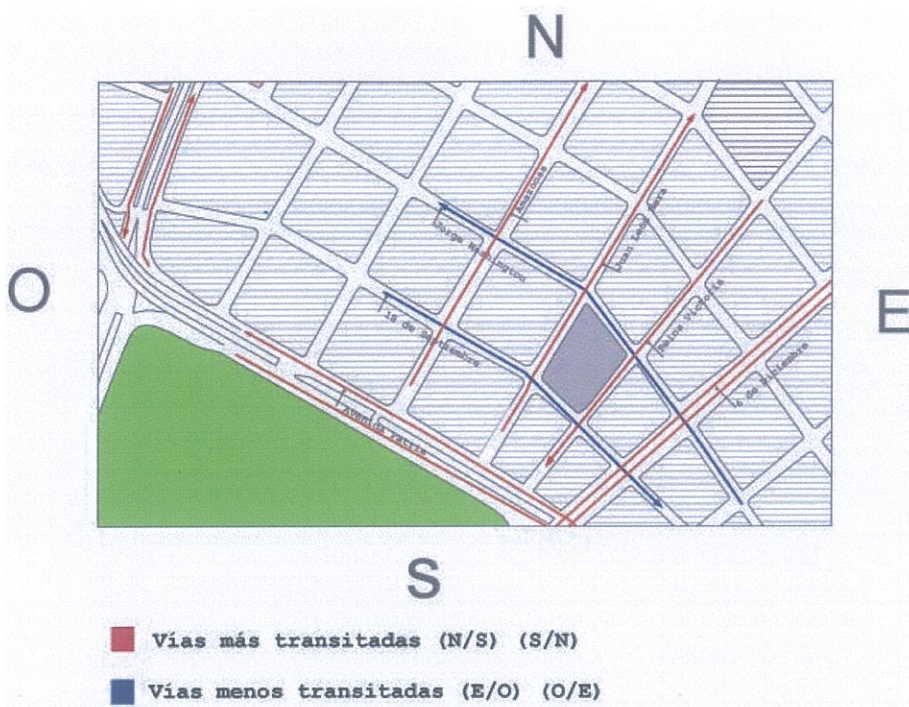 N
Amazonas
Juan León Mera
Jorge Washington
O
E
Reina Victoria
18 de Septiembre
6 de Diciembre
Avenida Patria
S
Vías más transitadas (N/S) (S/N)
Vías menos transitadas (E/O) (O/E)